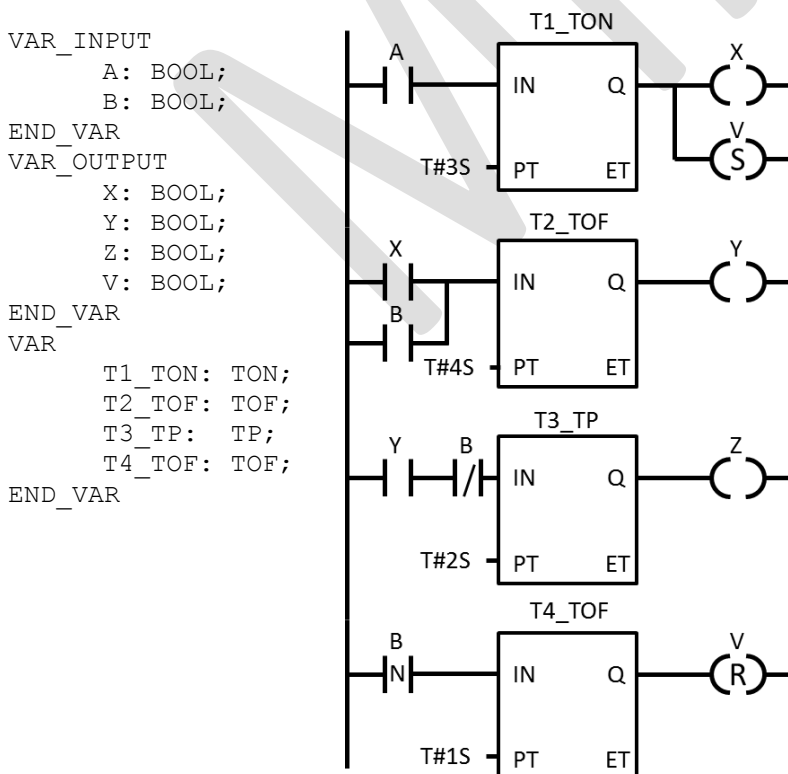 VAR_INPUT
A: BOOL;
B: BOOL;
END_VAR
VAR_OUTPUT
X: BOOL;
Y: BOOL;
Z: BOOL;
V: BOOL;
END_VAR
VAR
T1_TON: TON;
T2_TOF: TOF;
T3_TP: TP;
T4_TOF: TOF;
END_VAR
T1_TON
A
X
IN Q
V
S
T#3S PT ET
T2_TOF
X
Y
IN Q
B
T#4S PT ET
T3_TP
Y B
Z
IN Q
T#2S PT ET
T4_TOF
B
V
N IN Q R
T#1S PT ET